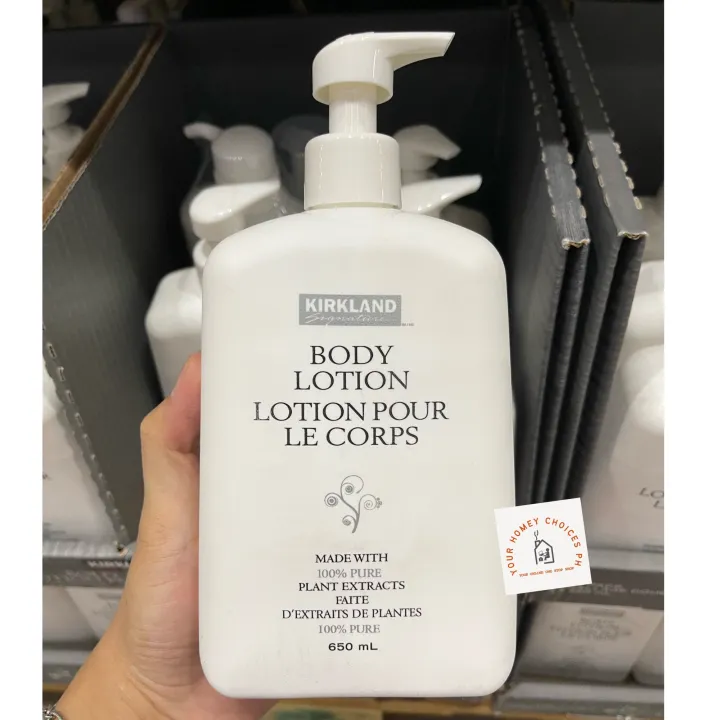 KIRKLAND
Signature
BODY
LOTION
LOTION POUR
LE CORPS
MADE WITH
100% PURE
PLANT EXTRACTS
FAITE
D'EXTRAITS DE PLANTES
100% PURE
650 mL
YOUR HOMEY CHOICES PH